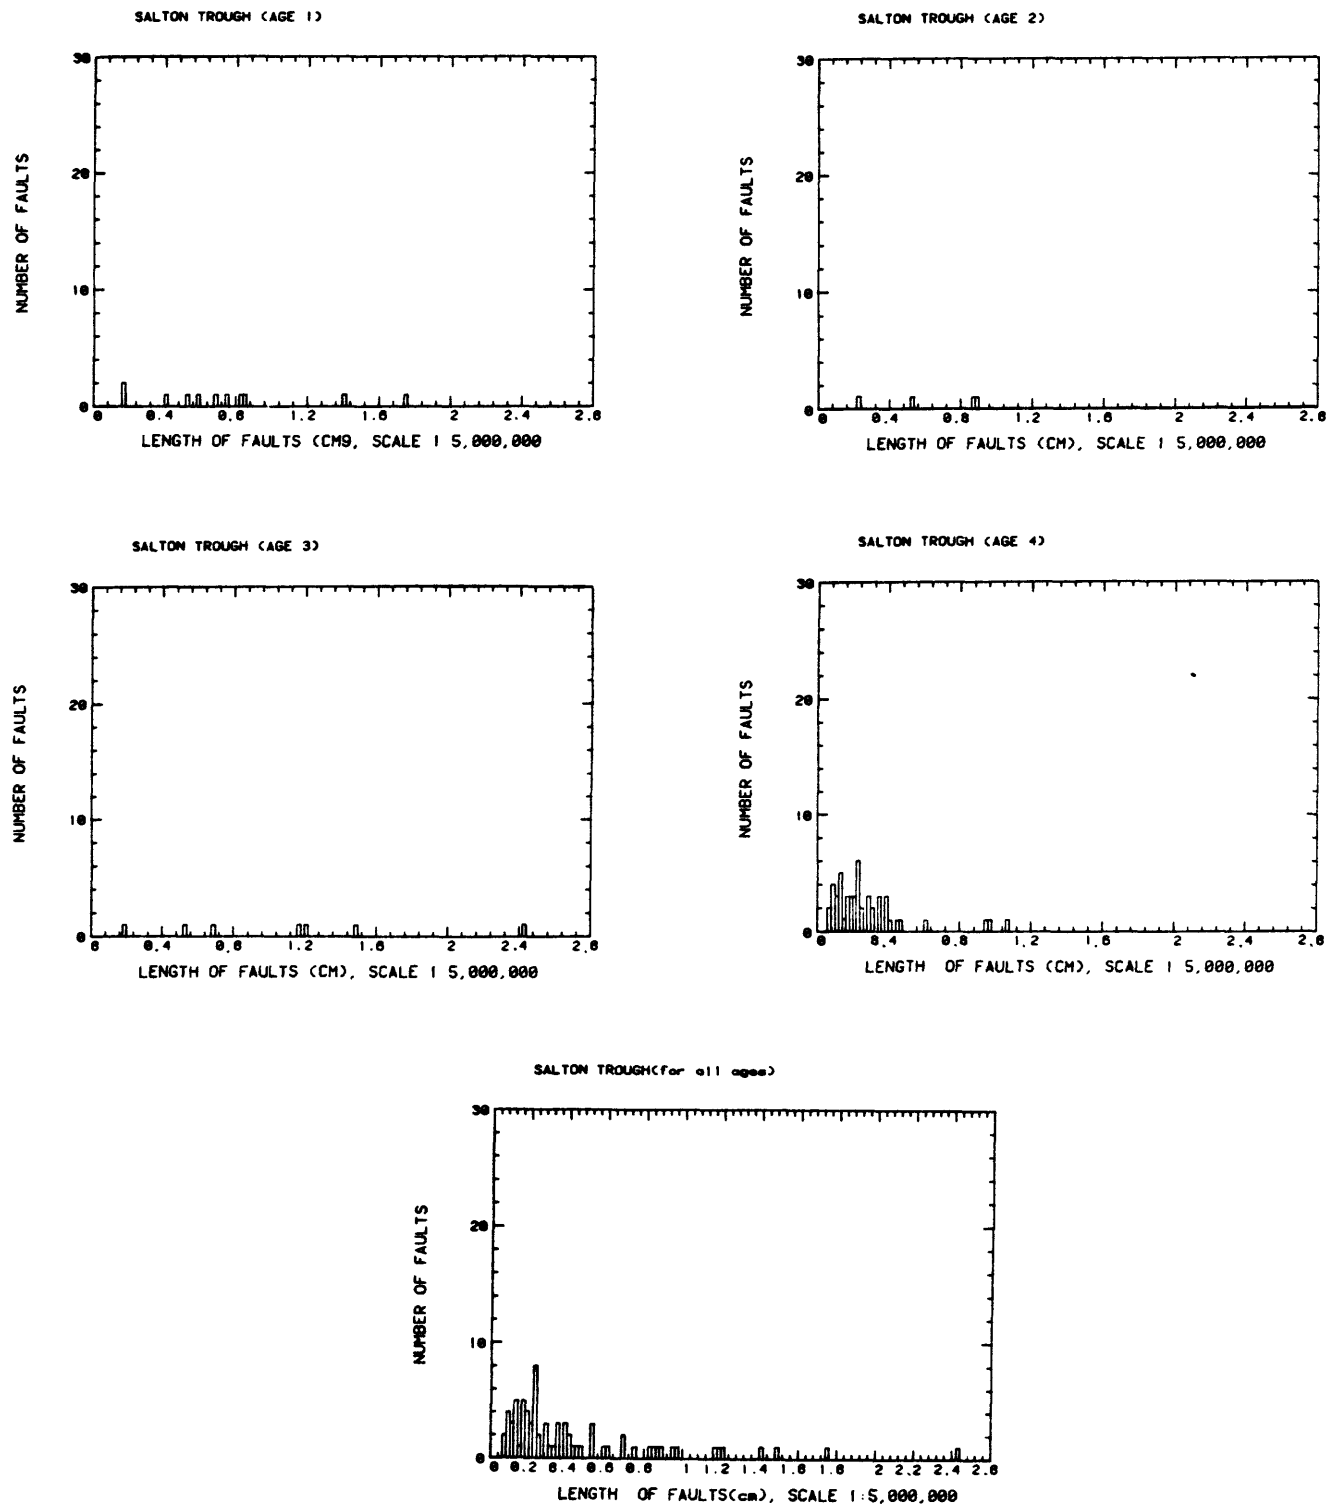 SALTON TROUGH (AGE 1)
30
20
10
0
NUMBER OF FAULTS
0 0.4 0.8 1.2 1.6 2 2.4 2.8
LENGTH OF FAULTS (CM9, SCALE 1 5,000,000
SALTON TROUGH (AGE 2)
30
20
10
0
NUMBER OF FAULTS
0 0.4 0.8 1.2 1.6 2 2.4 2.8
LENGTH OF FAULTS (CM), SCALE 1 5,000,000
SALTON TROUGH (AGE 3)
30
20
10
0
NUMBER OF FAULTS
0 0.4 0.8 1.2 1.6 2 2.4 2.8
LENGTH OF FAULTS (CM), SCALE 1 5,000,000
SALTON TROUGH (AGE 4)
30
20
10
0
NUMBER OF FAULTS
0 0.4 0.8 1.2 1.6 2 2.4 2.8
LENGTH OF FAULTS (CM), SCALE 1 5,000,000
SALTON TROUGH(for all ages)
30
20
10
0
NUMBER OF FAULTS
0 0.2 0.4 0.6 0.8 1 1.2 1.4 1.6 1.8 2 2.2 2.4 2.6
LENGTH OF FAULTS(cm), SCALE 1:5,000,000